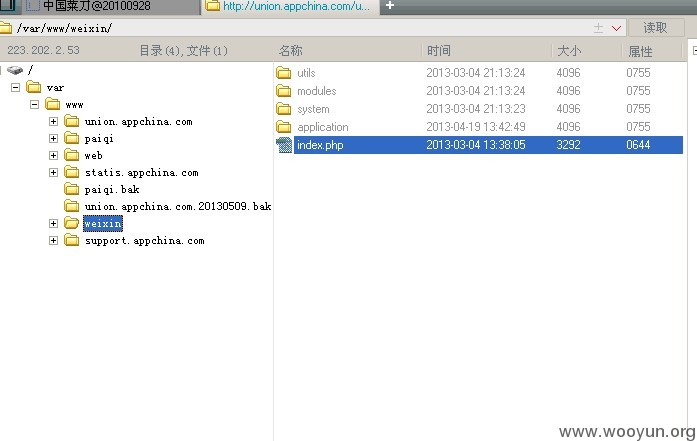 中国菜刀@20100928 http://union.appchina.com/u... +
/var/www/weixin/ 读取
223.202.2.53 目录(4),文件(1) 名称 时间 大小 属性
/
var
www
union.appchina.com
paiqi
web
statis.appchina.com
paiqi.bak
union.appchina.com.20130509.bak
weixin
support.appchina.com
utils 2013-03-04 21:13:24 4096 0755
modules 2013-03-04 21:13:24 4096 0755
system 2013-03-04 21:13:23 4096 0755
application 2013-04-19 13:42:49 4096 0755
index.php 2013-03-04 13:38:05 3292 0644
www.wooyun.org